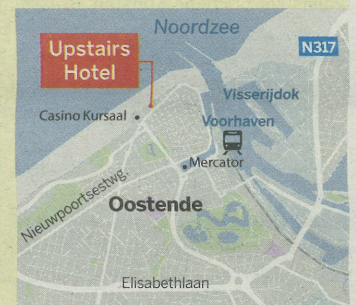 Noordzee
N317
Upstairs
Hotel
Visserijdok
Casino Kursaal
Voorhaven
Mercator
Nieuwpoortsestwg.
Oostende
Elisabethlaan